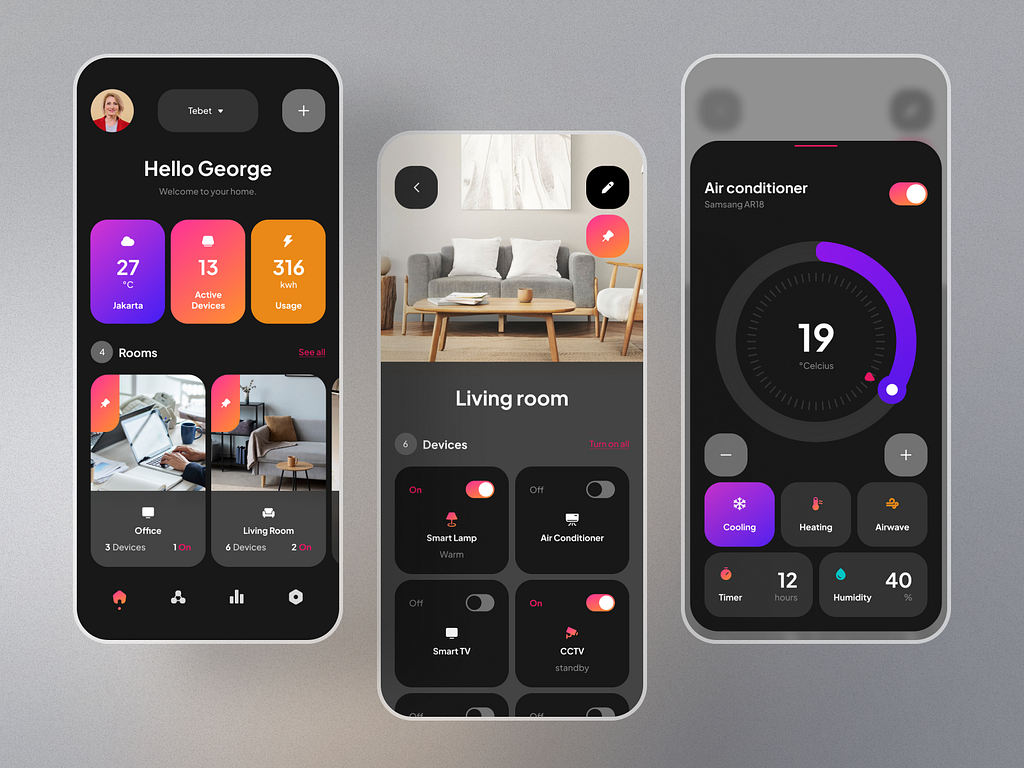 Tebet
Hello George
Welcome to your home.
27
°C
Jakarta
13
Active
Devices
316
kwh
Usage
4 Rooms See all
Office
3 Devices 1 On
Living Room
6 Devices 2 On
Living room
6 Devices Turn on all
On
Smart Lamp
Warm
Off
Air Conditioner
Off
Smart TV
On
CCTV
standby
Off
Off
Air conditioner
Samsang AR18
19
°Celcius
Cooling
Heating
Airwave
Timer
12
hours
Humidity
40
%